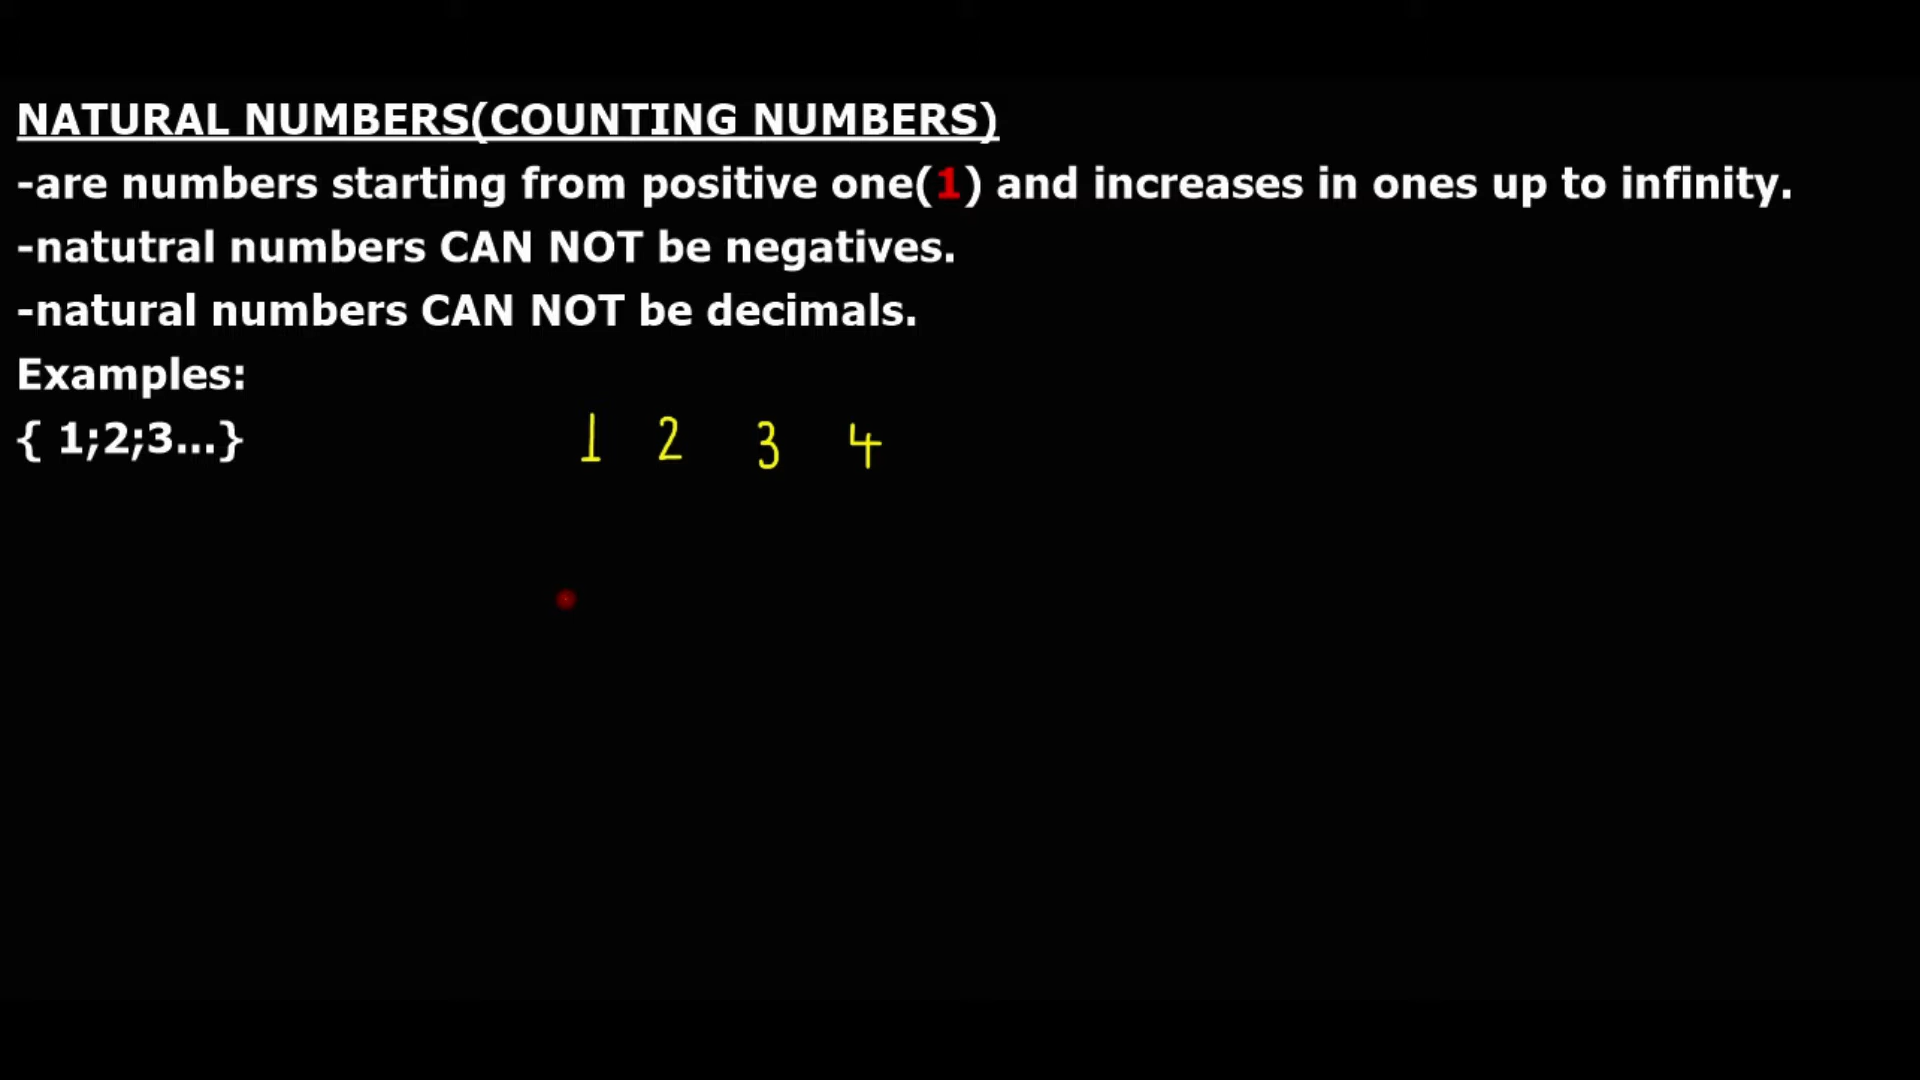 NATURAL NUMBERS(COUNTING NUMBERS)
-are numbers starting from positive one(1) and increases in ones up to infinity.
-natutral numbers CAN NOT be negatives.
-natural numbers CAN NOT be decimals.
Examples:
{ 1;2;3...} 1 2 3 4